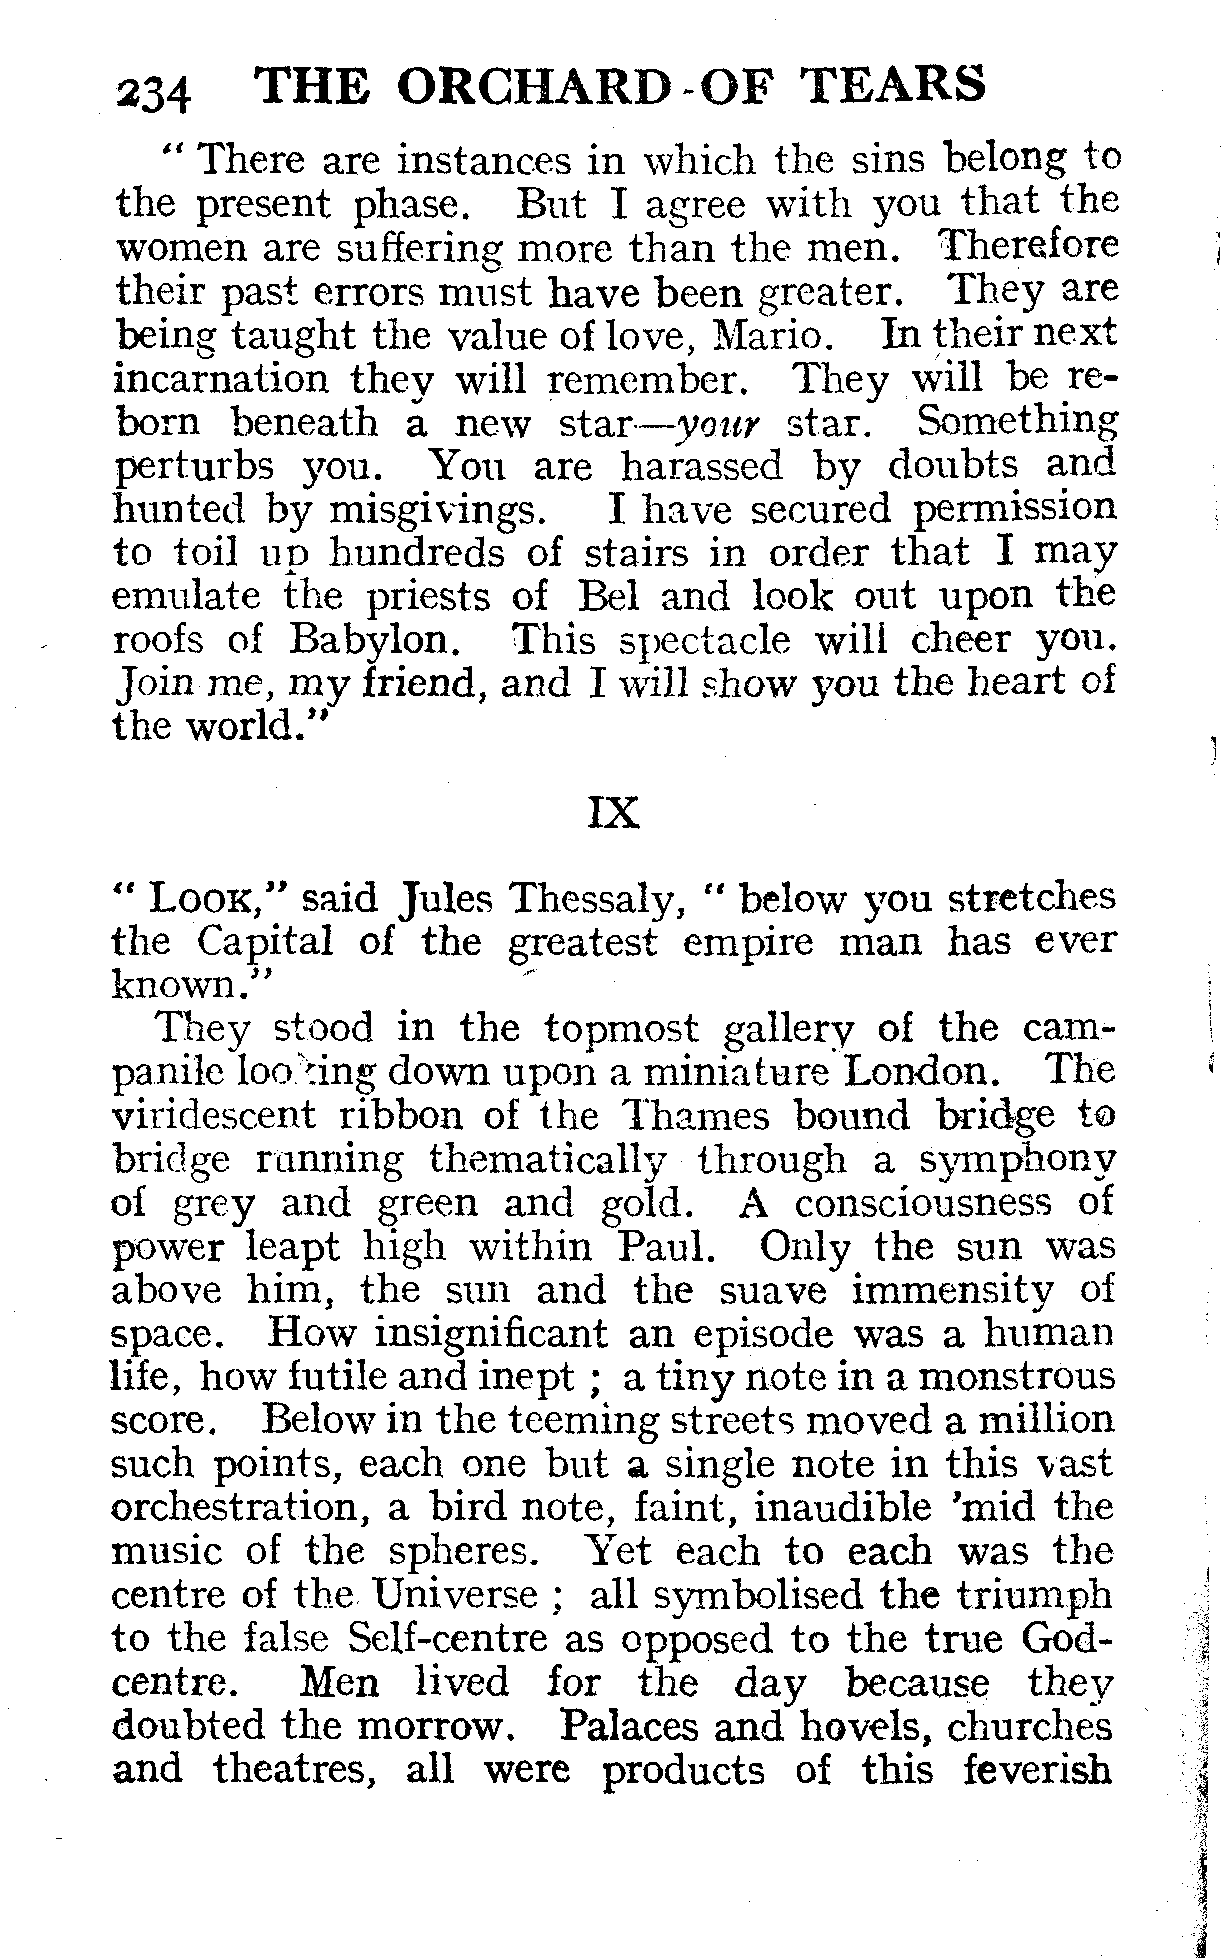 234 THE ORCHARD OF TEARS
" There are instances in which the sins belong to
the present phase. But I agree with you that the
women are suffering more than the men. Therefore
their past errors must have been greater. They are
being taught the value of love, Mario. In their next
incarnation they will remember. They will be re-
born beneath a new star—your star. Something
perturbs you. You are harassed by doubts and
hunted by misgivings. I have secured permission
to toil up hundreds of stairs in order that I may
emulate the priests of Bel and look out upon the
roofs of Babylon. This spectacle will cheer you.
Join me, my friend, and I will show you the heart of
the world."
IX
" LOOK," said Jules Thessaly, " below you stretches
the Capital of the greatest empire man has ever
known."
They stood in the topmost gallery of the cam-
panile looking down upon a miniature London. The
viridescent ribbon of the Thames bound bridge to
bridge running thematically through a symphony
of grey and green and gold. A consciousness of
power leapt high within Paul. Only the sun was
above him, the sun and the suave immensity of
space. How insignificant an episode was a human
life, how futile and inept ; a tiny note in a monstrous
score. Below in the teeming streets moved a million
such points, each one but a single note in this vast
orchestration, a bird note, faint, inaudible 'mid the
music of the spheres. Yet each to each was the
centre of the Universe ; all symbolised the triumph
to the false Self-centre as opposed to the true God-
centre. Men lived for the day because they
doubted the morrow. Palaces and hovels, churches
and theatres, all were products of this feverish